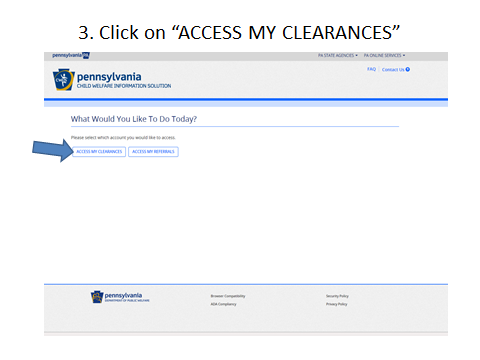 3. Click on “ACCESS MY CLEARANCES”
pennsylvania PA
PA STATE AGENCIES PA ONLINE SERVICES
FAQ Contact Us
pennsylvania
CHILD WELFARE INFORMATION SOLUTION
What Would You Like To Do Today?
Please select which account you would like to access.
ACCESS MY CLEARANCES ACCESS MY REFERRALS
pennsylvania
DEPARTMENT OF PUBLIC WELFARE
Browser Compatibility Security Policy
ADA Compliancy Privacy Policy